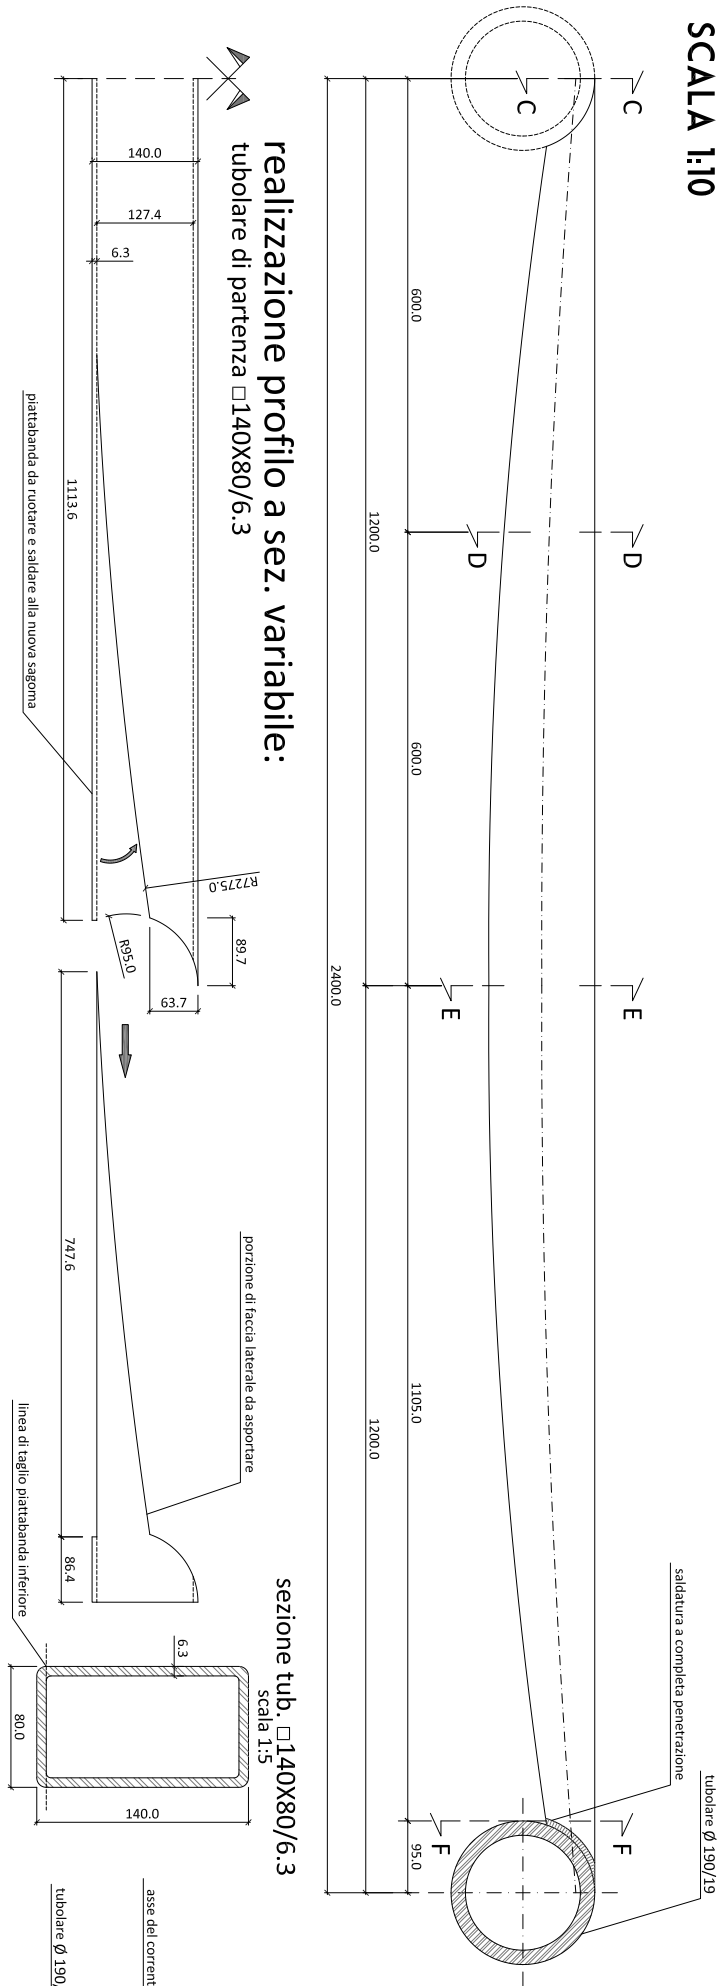 SCALA 1:10
C
C
D
D
E
E
F
F
600.0
600.0
1105.0
95.0
1200.0
1200.0
2400.0
saldatura a completa penetrazione
tubolare Ø 190/19
realizzazione profilo a sez. variabile:
tubolare di partenza □140X80/6.3
140.0
127.4
6.3
1113.6
piattabanda da ruotare e saldare alla nuova sagoma
R7275.0
R95.0
89.7
63.7
747.6
86.4
porzione di faccia laterale da asportare
linea di taglio piattabanda inferiore
sezione tub. □140X80/6.3
scala 1:5
6.3
80.0
140.0
asse del corrent
tubolare Ø 190,